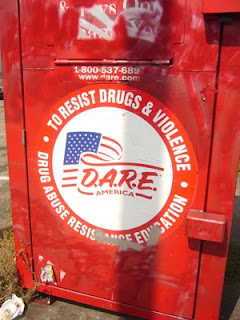 1-800-537-689
www.dare.com
• TO RESIST DRUGS & VIOLENCE •
D.A.R.E.
AMERICA
DRUG ABUSE RESISTANCE EDUCATION